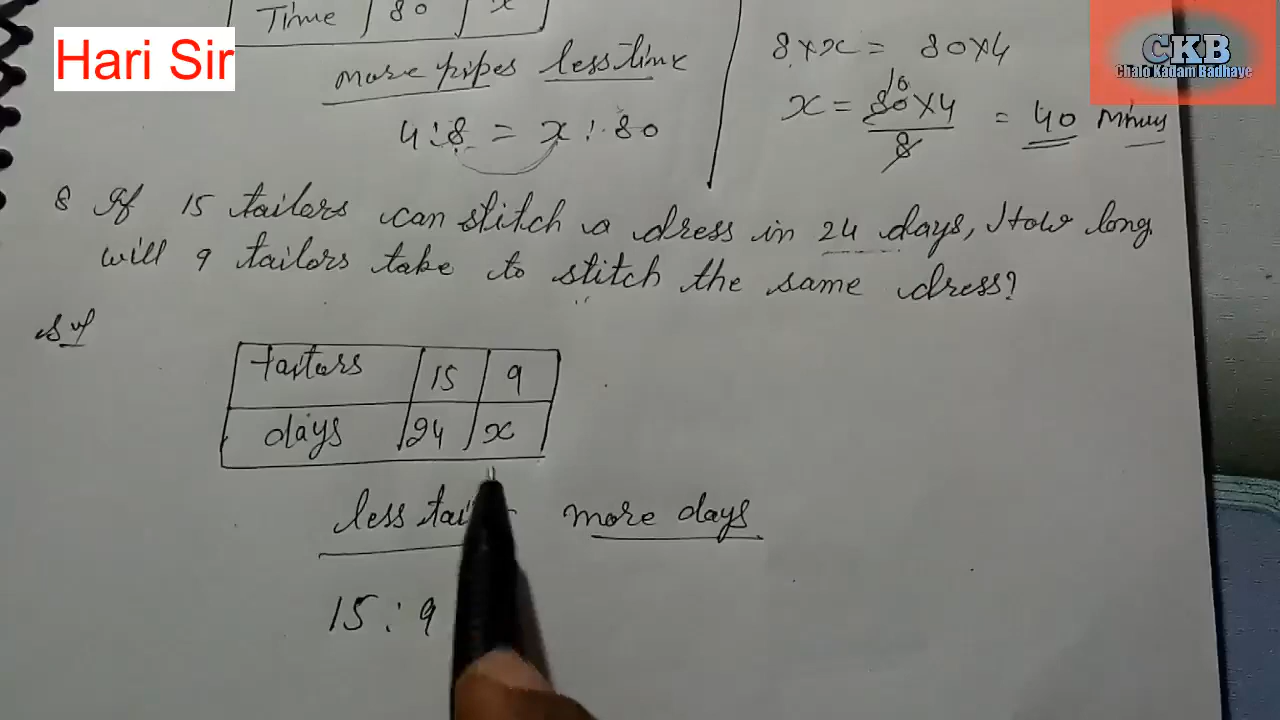 Time 80 x
Hari Sir
more pipes less time
4:8 = x:80
8×x = 80×4
x = 80×4 = 40 Minus
10
8
CKB
Chalo Kadam Badhaye
8 If 15 tailors can stitch a dress in 24 days, How long
will 9 tailors take to stitch the same dress?
Sol
tailors 15 9
days 24 x
less tai more days
15:9